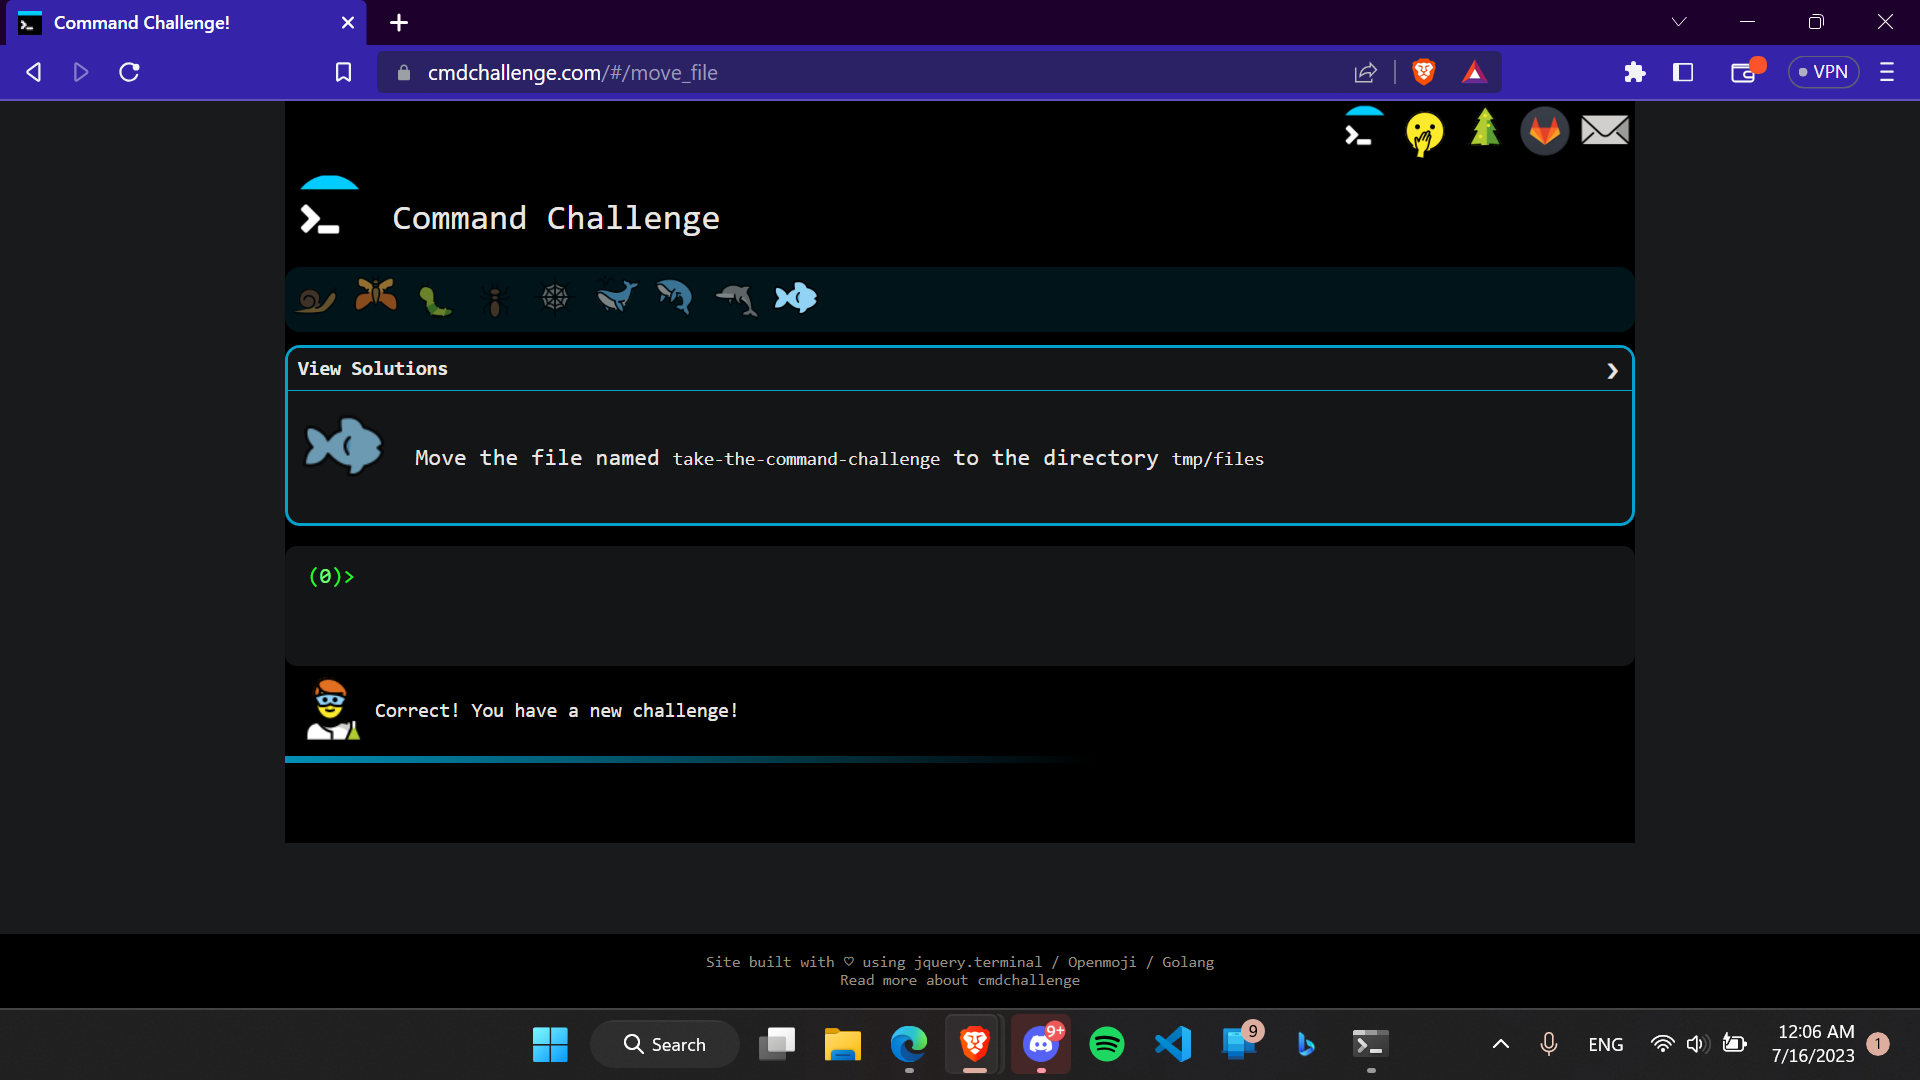 Command Challenge!
cmdchallenge.com/#/move_file
VPN
Command Challenge
View Solutions
Move the file named take-the-command-challenge to the directory tmp/files
(0)>
Correct! You have a new challenge!
Site built with ♡ using jquery.terminal / Openmoji / Golang
Read more about cmdchallenge
Search
9+
9
ENG
12:06 AM
7/16/2023
1